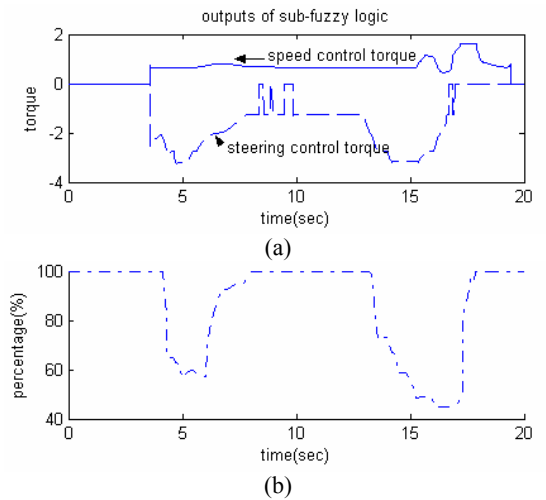 outputs of sub-fuzzy logic
2
0
-2
-4
torque
speed control torque
steering control torque
0 5 10 15 20
time(sec)
(a)
100
80
60
40
percentage(%)
0 5 10 15 20
time(sec)
(b)